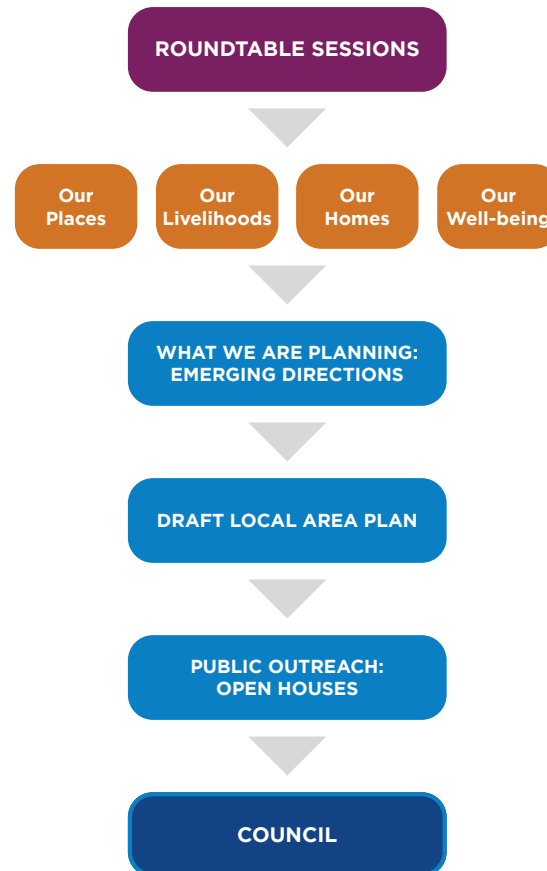 ROUNDTABLE SESSIONS
Our
Places
Our
Livelihoods
Our
Homes
Our
Well-being
WHAT WE ARE PLANNING:
EMERGING DIRECTIONS
DRAFT LOCAL AREA PLAN
PUBLIC OUTREACH:
OPEN HOUSES
COUNCIL